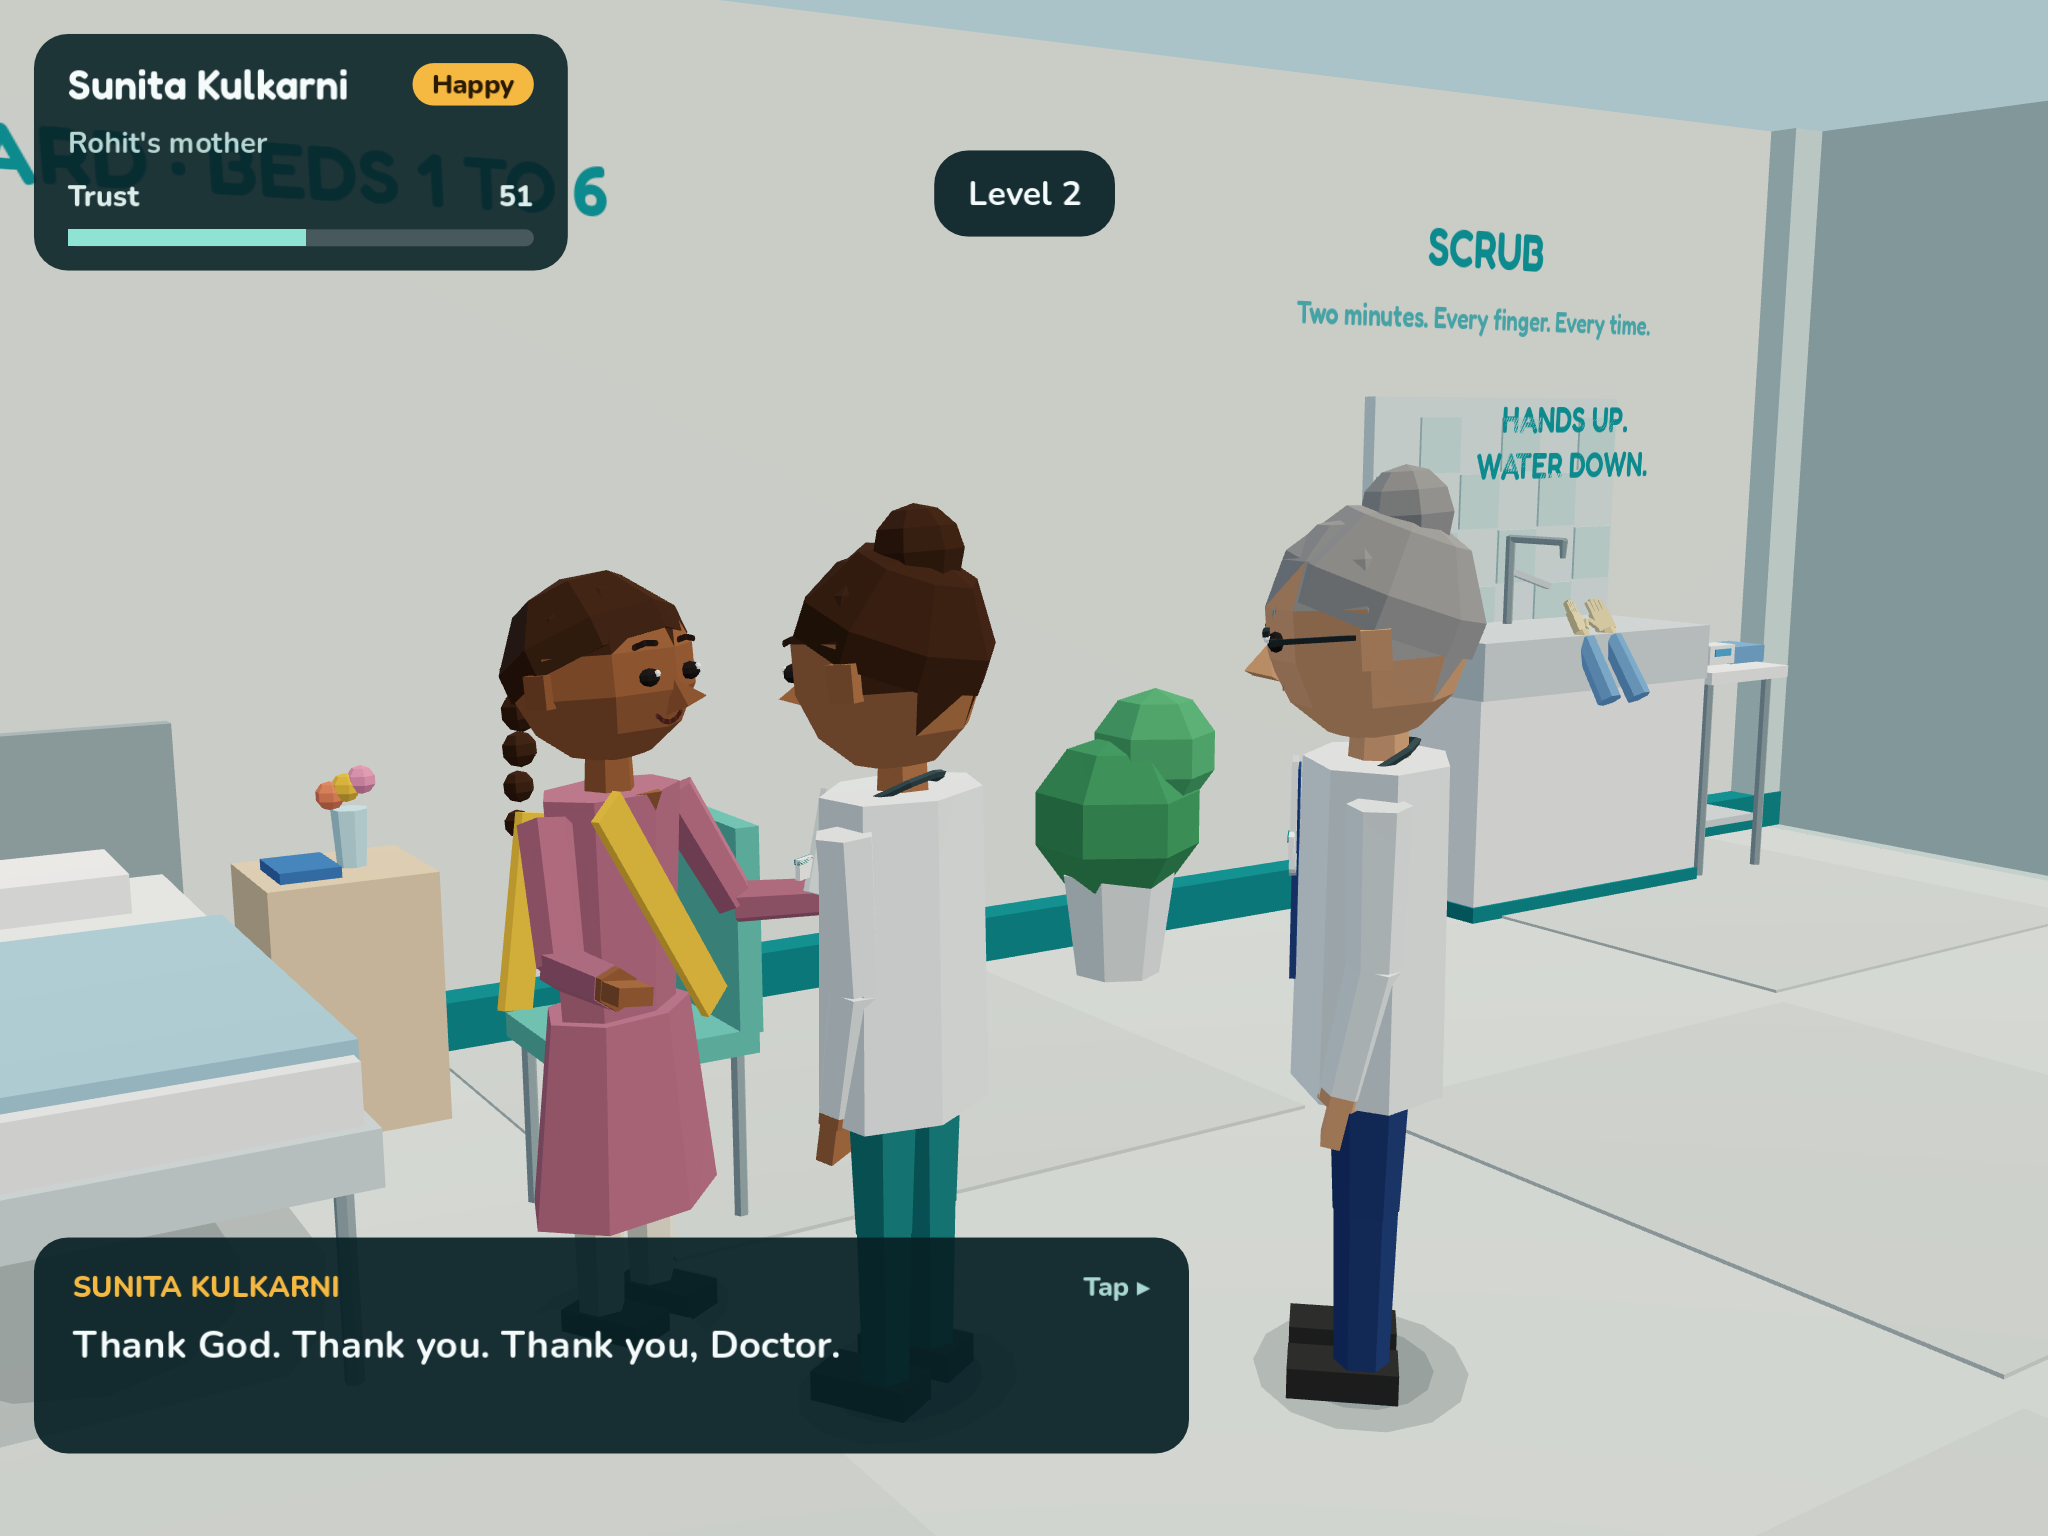 Sunita Kulkarni
Happy
Rohit's mother
ARD · BEDS 1 TO 6
Trust
51
Level 2
SCRUB
Two minutes. Every finger. Every time.
HANDS UP.
WATER DOWN.
SUNITA KULKARNI
Tap ▸
Thank God. Thank you. Thank you, Doctor.